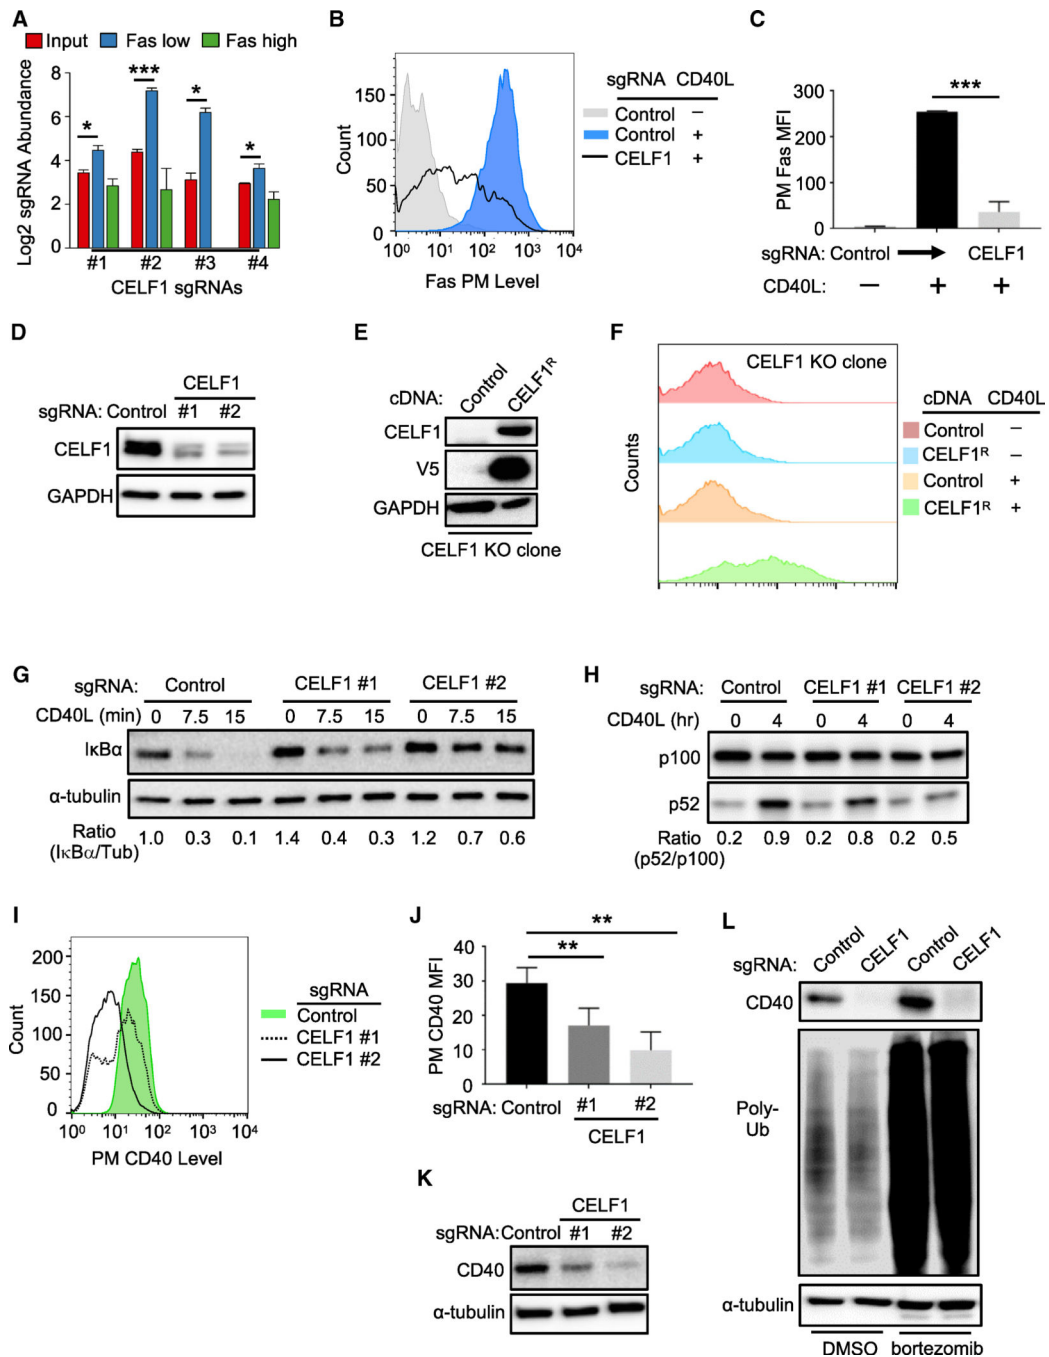 A
Input Fas low Fas high
Log2 sgRNA Abundance
8
6
4
2
0
* *** * *
#1 #2 #3 #4
CELF1 sgRNAs
B
Count
150
100
50
0
10⁰ 10¹ 10² 10³ 10⁴
Fas PM Level
sgRNA CD40L
Control −
Control +
CELF1 +
C
PM Fas MFI
300
200
100
0
***
sgRNA: Control CELF1
CD40L: − + +
D
CELF1
sgRNA: Control #1 #2
CELF1
GAPDH
E
cDNA: Control CELF1ᴿ
CELF1
V5
GAPDH
CELF1 KO clone
F
CELF1 KO clone
Counts
cDNA CD40L
Control −
CELF1ᴿ −
Control +
CELF1ᴿ +
G
sgRNA: Control CELF1 #1 CELF1 #2
CD40L (min) 0 7.5 15 0 7.5 15 0 7.5 15
IκBα
α-tubulin
Ratio 1.0 0.3 0.1 1.4 0.4 0.3 1.2 0.7 0.6
(IκBα/Tub)
H
sgRNA: Control CELF1 #1 CELF1 #2
CD40L (hr) 0 4 0 4 0 4
p100
p52
Ratio 0.2 0.9 0.2 0.8 0.2 0.5
(p52/p100)
I
Count
200
150
100
50
0
10⁰ 10¹ 10² 10³ 10⁴
PM CD40 Level
sgRNA
Control
CELF1 #1
CELF1 #2
J
PM CD40 MFI
40
30
20
10
0
**
**
sgRNA: Control #1 #2
CELF1
K
CELF1
sgRNA: Control #1 #2
CD40
α-tubulin
L
sgRNA: Control CELF1 Control CELF1
CD40
Poly-
Ub
α-tubulin
DMSO bortezomib